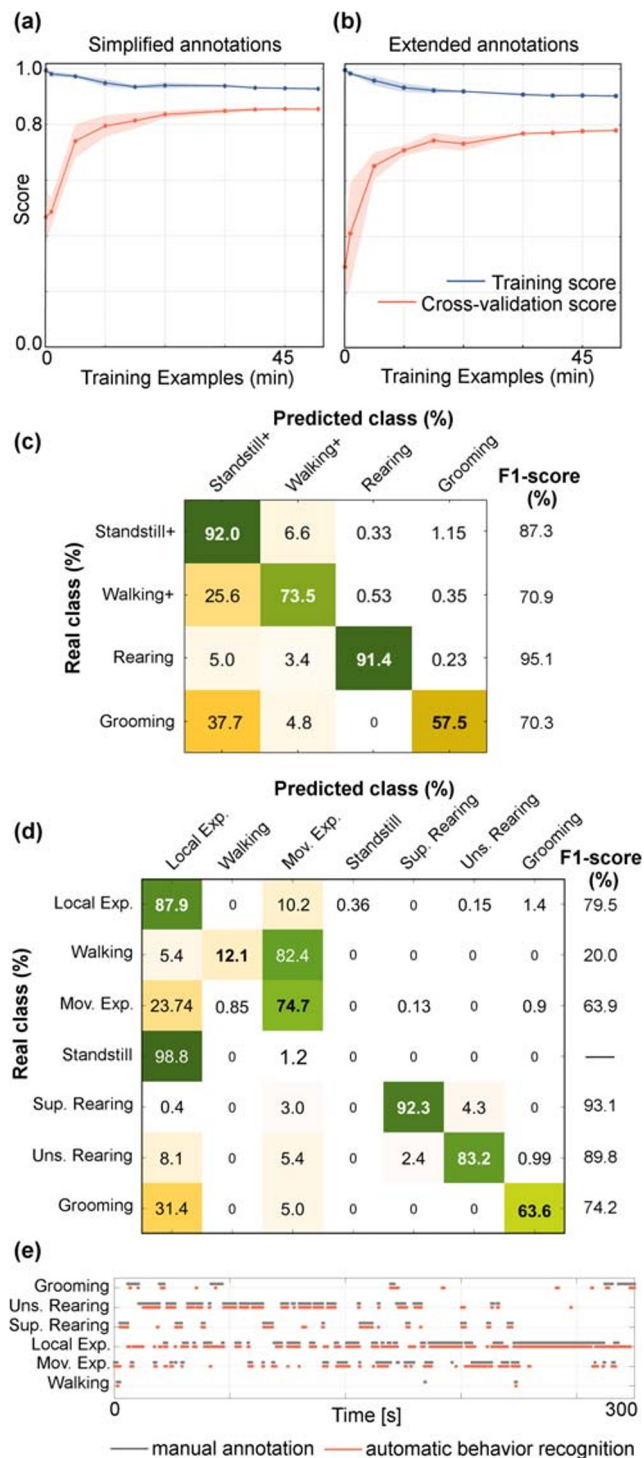 (a)
Simplified annotations
(b)
Extended annotations
1.0
0.8
Score
0.0
0
45
Training Examples (min)
0
45
Training Examples (min)
Training score
Cross-validation score
(c)
Predicted class (%)
Standstill+ Walking+ Rearing Grooming F1-score (%)
Real class (%)
Standstill+ 92.0 6.6 0.33 1.15 87.3
Walking+ 25.6 73.5 0.53 0.35 70.9
Rearing 5.0 3.4 91.4 0.23 95.1
Grooming 37.7 4.8 0 57.5 70.3
(d)
Predicted class (%)
Local Exp. Walking Mov. Exp. Standstill Sup. Rearing Uns. Rearing Grooming F1-score (%)
Real class (%)
Local Exp. 87.9 0 10.2 0.36 0 0.15 1.4 79.5
Walking 5.4 12.1 82.4 0 0 0 0 20.0
Mov. Exp. 23.74 0.85 74.7 0 0.13 0 0.9 63.9
Standstill 98.8 0 1.2 0 0 0 0 —
Sup. Rearing 0.4 0 3.0 0 92.3 4.3 0 93.1
Uns. Rearing 8.1 0 5.4 0 2.4 83.2 0.99 89.8
Grooming 31.4 0 5.0 0 0 0 63.6 74.2
(e)
Grooming
Uns. Rearing
Sup. Rearing
Local Exp.
Mov. Exp.
Walking
0 Time [s] 300
manual annotation automatic behavior recognition